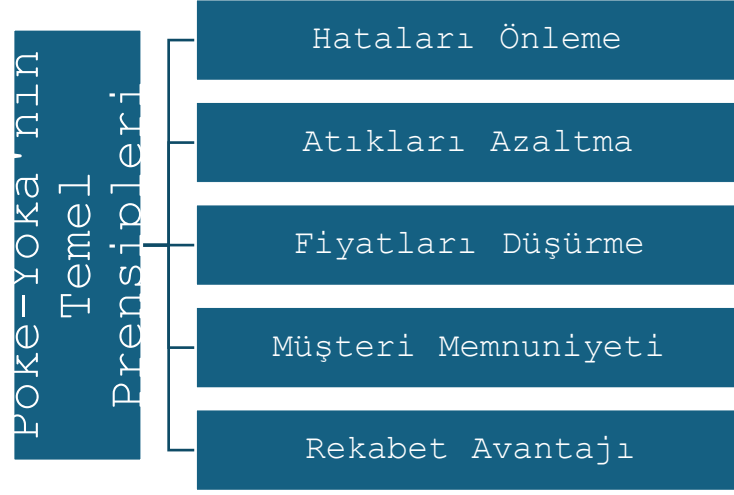 Poke-Yoka'nın
Temel
Prensipleri
Hataları Önleme
Atıkları Azaltma
Fiyatları Düşürme
Müşteri Memnuniyeti
Rekabet Avantajı